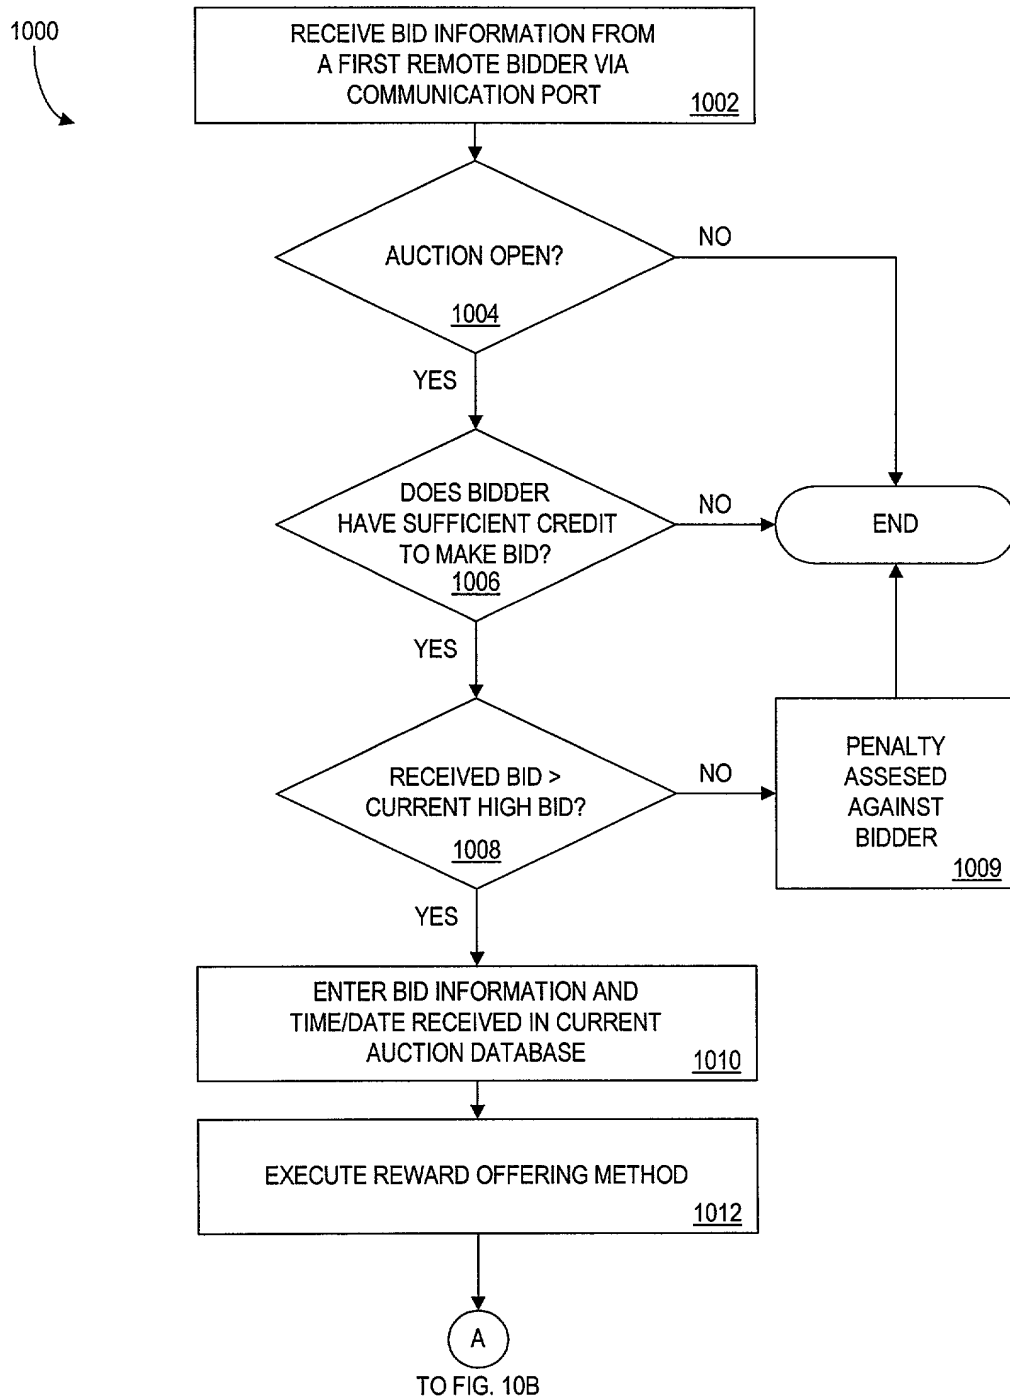 1000
RECEIVE BID INFORMATION FROM
A FIRST REMOTE BIDDER VIA
COMMUNICATION PORT
1002
AUCTION OPEN?
1004
NO
YES
DOES BIDDER
HAVE SUFFICIENT CREDIT
TO MAKE BID?
1006
NO
END
YES
RECEIVED BID >
CURRENT HIGH BID?
1008
NO
PENALTY
ASSESED
AGAINST
BIDDER
1009
YES
ENTER BID INFORMATION AND
TIME/DATE RECEIVED IN CURRENT
AUCTION DATABASE
1010
EXECUTE REWARD OFFERING METHOD
1012
A
TO FIG. 10B